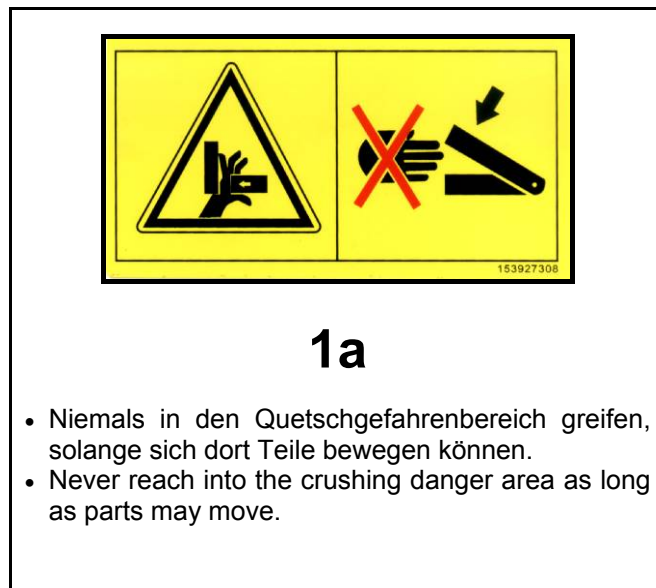 153927308
1a
• Niemals in den Quetschgefahrenbereich greifen,
solange sich dort Teile bewegen können.
• Never reach into the crushing danger area as long
as parts may move.